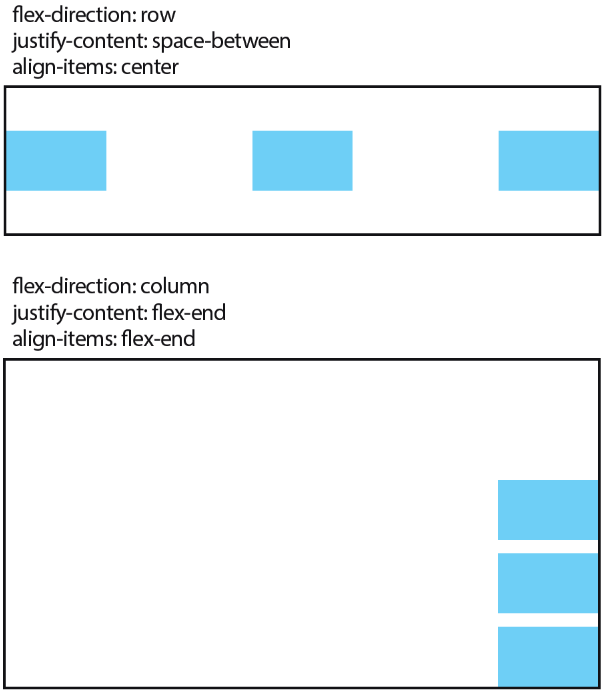 flex-direction: row
justify-content: space-between
align-items: center
flex-direction: column
justify-content: flex-end
align-items: flex-end